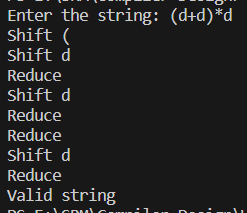 Enter the string: (d+d)*d
Shift (
Shift d
Reduce
Shift d
Reduce
Reduce
Shift d
Reduce
Valid string